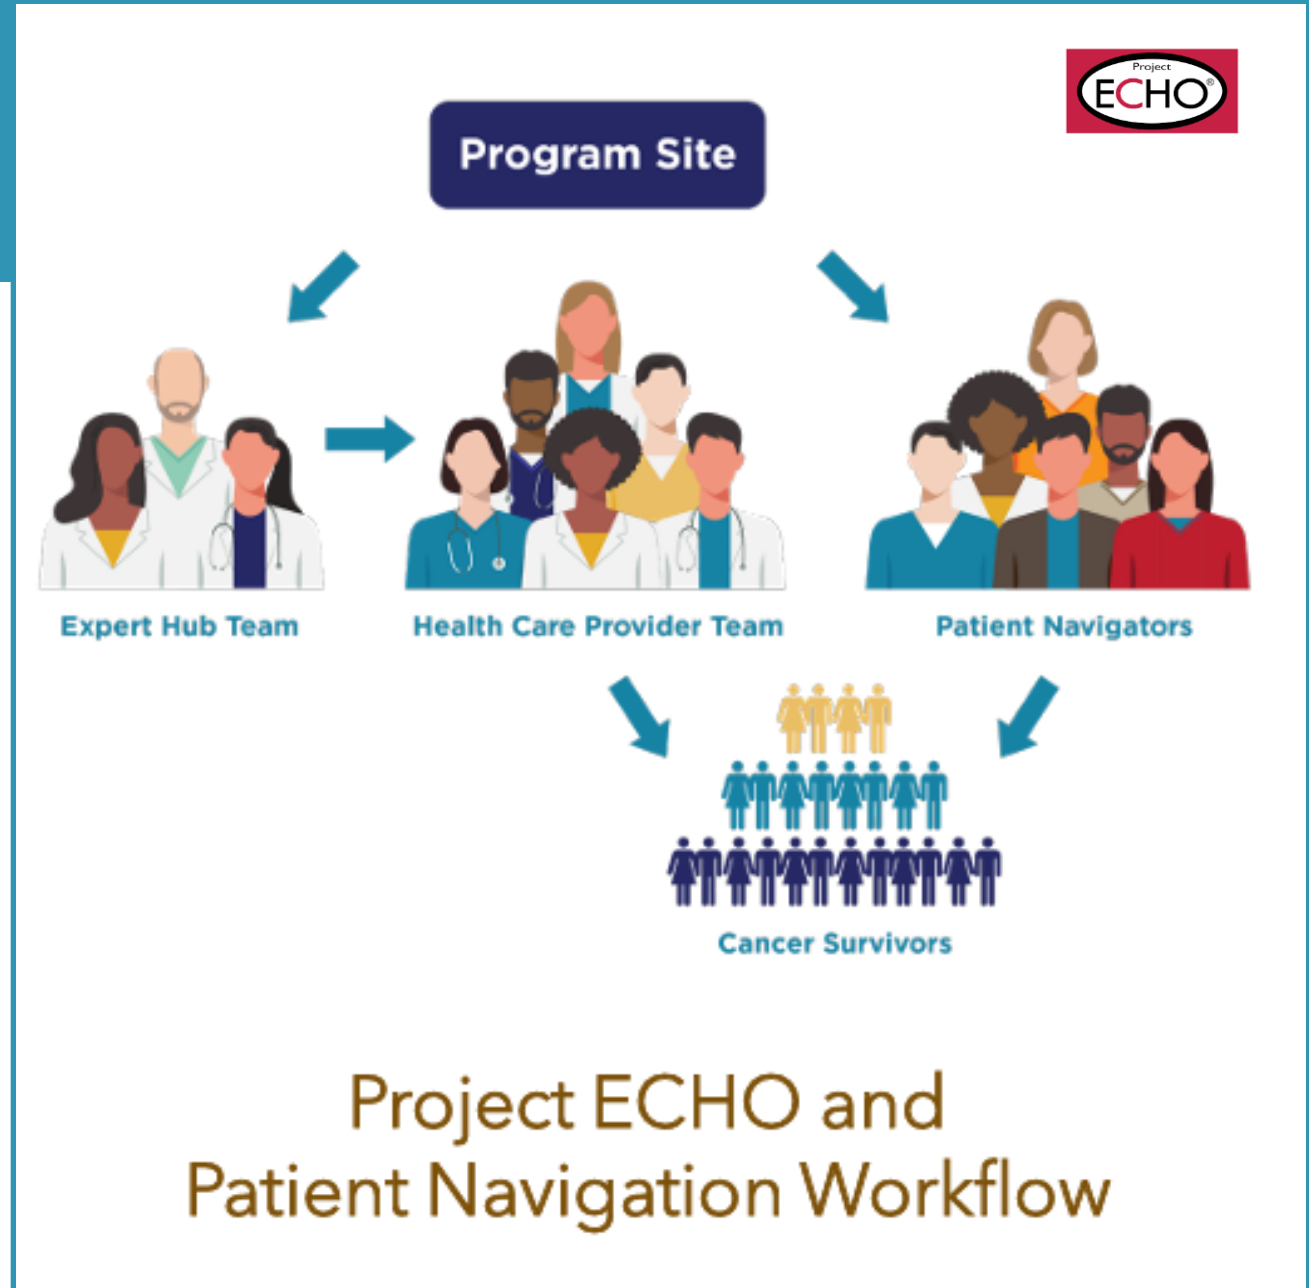 Project
ECHO®
Program Site
Expert Hub Team
Health Care Provider Team
Patient Navigators
Cancer Survivors
Project ECHO and
Patient Navigation Workflow